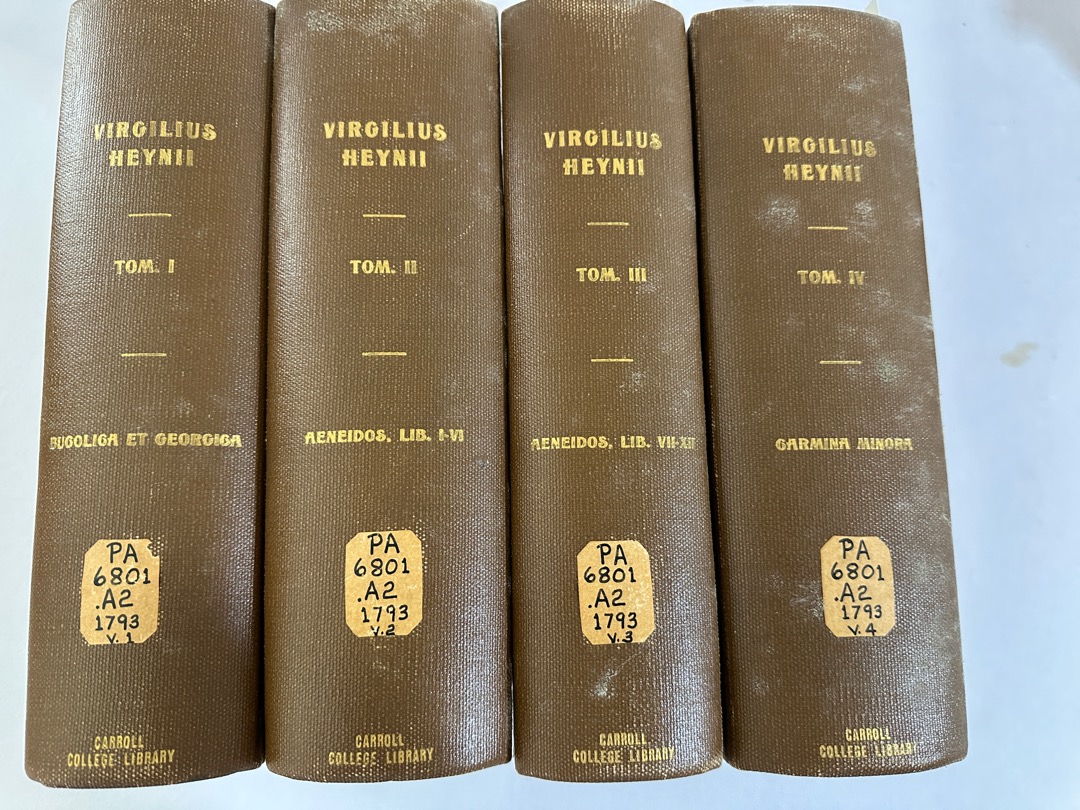 VIRGILIUS
HEYNII
TOM. I
BUCOLICA ET GEORGICA
PA
6801
.A2
1793
V. 1
CARROLL
COLLEGE LIBRARY
VIRGILIUS
HEYNII
TOM. II
AENEIDOS, LIB. I-VI
PA
6801
.A2
1793
V.2
CARROLL
COLLEGE LIBRARY
VIRGILIUS
HEYNII
TOM. III
AENEIDOS, LIB. VII-XII
PA
6801
.A2
1793
V.3
CARROLL
COLLEGE LIBRARY
VIRGILIUS
HEYNII
TOM. IV
CARMINA MINORA
PA
6801
.A2
1793
V.4
CARROLL
COLLEGE LIBRARY